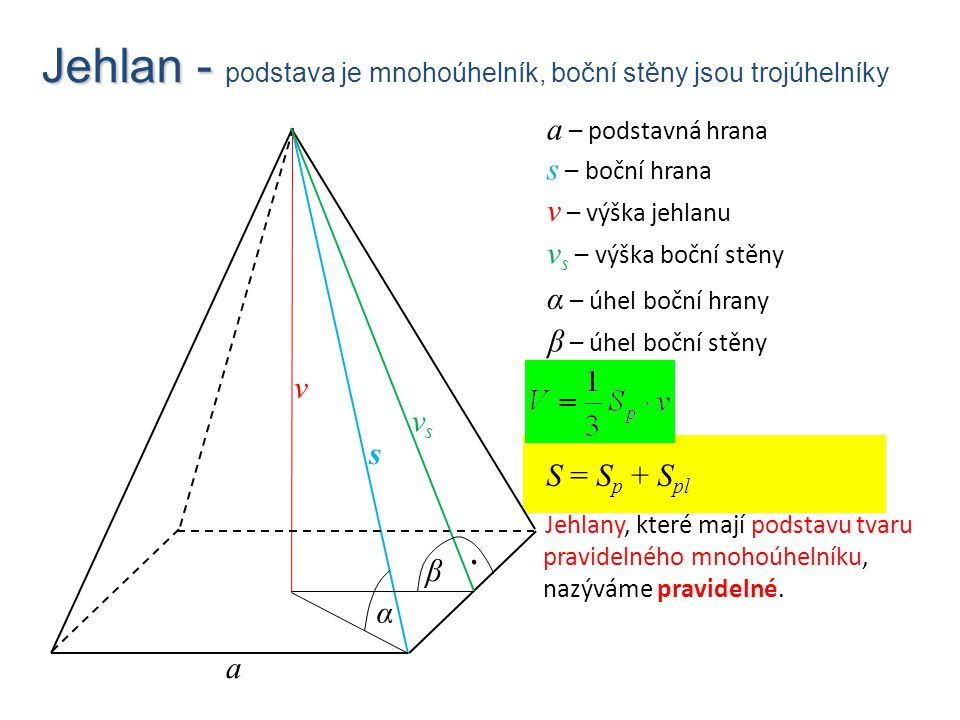 Jehlan - podstava je mnohoúhelník, boční stěny jsou trojúhelníky
a – podstavná hrana
s – boční hrana
v – výška jehlanu
vₛ – výška boční stěny
α – úhel boční hrany
β – úhel boční stěny
V = 1/3 Sₚ · v
S = Sₚ + Sₚₗ
Jehlany, které mají podstavu tvaru
pravidelného mnohoúhelníku,
nazýváme pravidelné.
v
vₛ
s
β
α
a